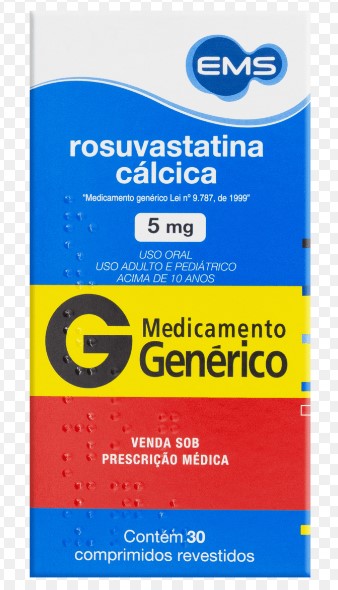 EMS
rosuvastatina
cálcica
"Medicamento genérico Lei nº 9.787, de 1999"
5 mg
USO ORAL
USO ADULTO E PEDIÁTRICO
ACIMA DE 10 ANOS
G Medicamento
Genérico
VENDA SOB
PRESCRIÇÃO MÉDICA
Contém 30
comprimidos revestidos